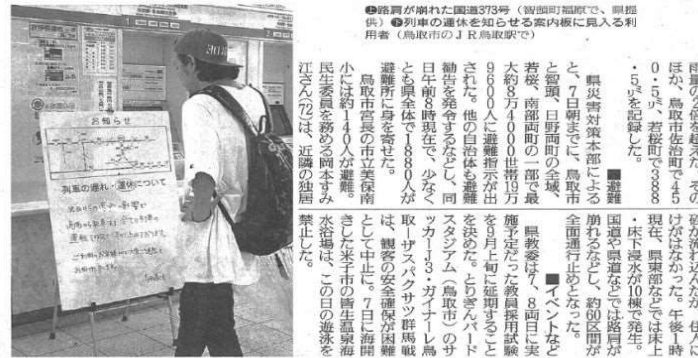 ㊤路肩が崩れた国道373号（智頭町福原で、県提
供）㊦列車の運休を知らせる案内板に見入る利
用者（鳥取市のＪＲ鳥取駅で）
ほか、鳥取市佐治町で45
0・5㍉、若桜町で388
・5㍉を記録した。
■避難
県災害対策本部による
と、7日朝までに、鳥取市
と智頭、日野両町の全域、
若桜、南部両町の一部で最
大約8万4000世帯19万
9600人に避難指示が出
された。他の自治体も避難
勧告を発令するなどし、同
日午前8時現在で、少なく
とも県全体で1880人が
避難所に身を寄せた。
鳥取市宮長の市立美保南
小には約140人が避難。
民生委員を務める岡本すみ
江さん(72)は、近隣の独居
けがはなかった。午後1時
現在、県東部などでは床上
・床下浸水が10棟で発生。
国道や県道などでは路肩が
崩れるなどし、約60区間が
全面通行止めとなった。
■イベントなど
県教委は7、8両日に実
施予定だった教員採用試験
を9月上旬に延期すること
を決めた。とりぎんバード
スタジアム（鳥取市）のサ
ッカーJ3・ガイナーレ鳥
取―ザスパクサツ群馬戦
は、観客の安全確保が困難
として中止に。7日に海開
きした米子市の皆生温泉海
水浴場は、この日の遊泳を
禁止した。
お知らせ
列車の遅れ・運休について